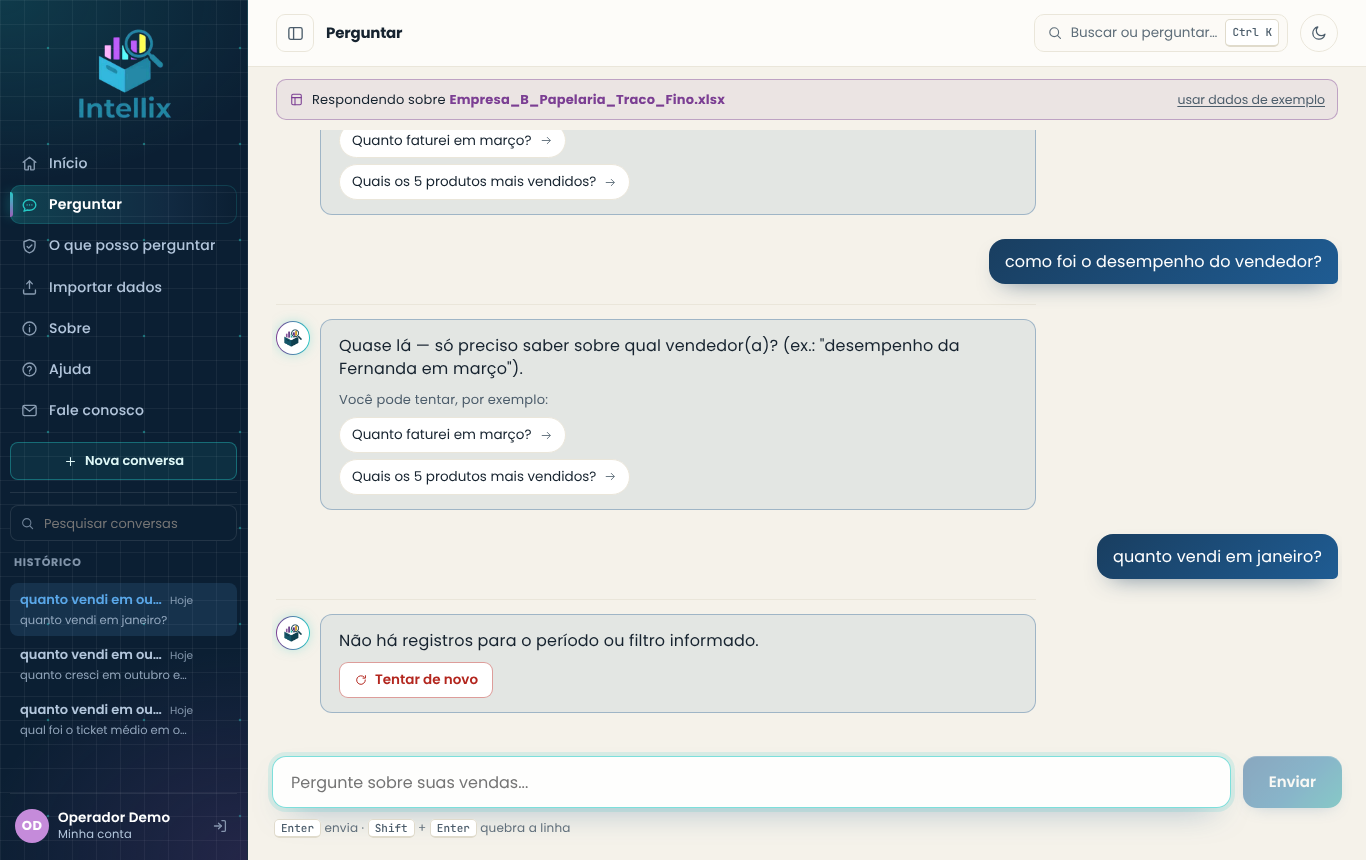 Intellix
Início
Perguntar
O que posso perguntar
Importar dados
Sobre
Ajuda
Fale conosco
+ Nova conversa
Pesquisar conversas
HISTÓRICO
quanto vendi em ou... Hoje
quanto vendi em janeiro?
quanto vendi em ou... Hoje
quanto cresci em outubro e...
quanto vendi em ou... Hoje
qual foi o ticket médio em o...
OD
Operador Demo
Minha conta
Perguntar
Buscar ou perguntar... Ctrl K
Respondendo sobre Empresa_B_Papelaria_Traco_Fino.xlsx
usar dados de exemplo
Quanto faturei em março? →
Quais os 5 produtos mais vendidos? →
como foi o desempenho do vendedor?
Quase lá — só preciso saber sobre qual vendedor(a)? (ex.: "desempenho da
Fernanda em março").
Você pode tentar, por exemplo:
Quanto faturei em março? →
Quais os 5 produtos mais vendidos? →
quanto vendi em janeiro?
Não há registros para o período ou filtro informado.
Tentar de novo
Pergunte sobre suas vendas...
Enviar
Enter envia · Shift + Enter quebra a linha